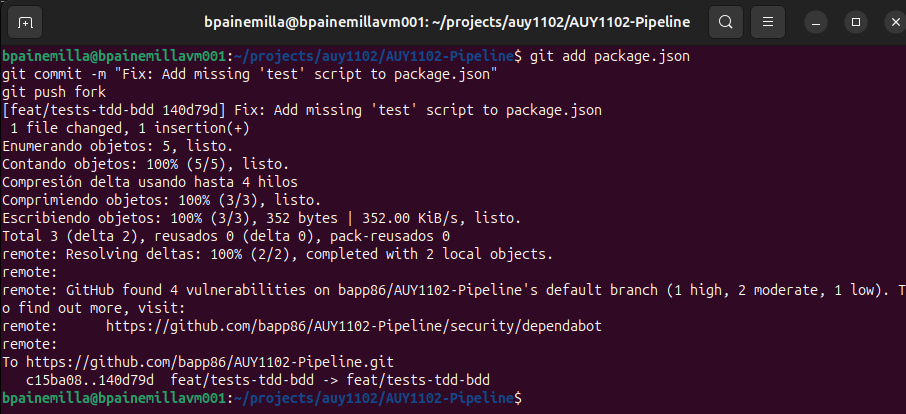 bpainemilla@bpainemillavm001: ~/projects/auy1102/AUY1102-Pipeline
bpainemilla@bpainemillavm001:~/projects/auy1102/AUY1102-Pipeline$ git add package.json
git commit -m "Fix: Add missing 'test' script to package.json"
git push fork
[feat/tests-tdd-bdd 140d79d] Fix: Add missing 'test' script to package.json
 1 file changed, 1 insertion(+)
Enumerando objetos: 5, listo.
Contando objetos: 100% (5/5), listo.
Compresión delta usando hasta 4 hilos
Comprimiendo objetos: 100% (3/3), listo.
Escribiendo objetos: 100% (3/3), 352 bytes | 352.00 KiB/s, listo.
Total 3 (delta 2), reusados 0 (delta 0), pack-reusados 0
remote: Resolving deltas: 100% (2/2), completed with 2 local objects.
remote:
remote: GitHub found 4 vulnerabilities on bapp86/AUY1102-Pipeline's default branch (1 high, 2 moderate, 1 low). T
o find out more, visit:
remote:      https://github.com/bapp86/AUY1102-Pipeline/security/dependabot
remote:
To https://github.com/bapp86/AUY1102-Pipeline.git
   c15ba08..140d79d  feat/tests-tdd-bdd -> feat/tests-tdd-bdd
bpainemilla@bpainemillavm001:~/projects/auy1102/AUY1102-Pipeline$